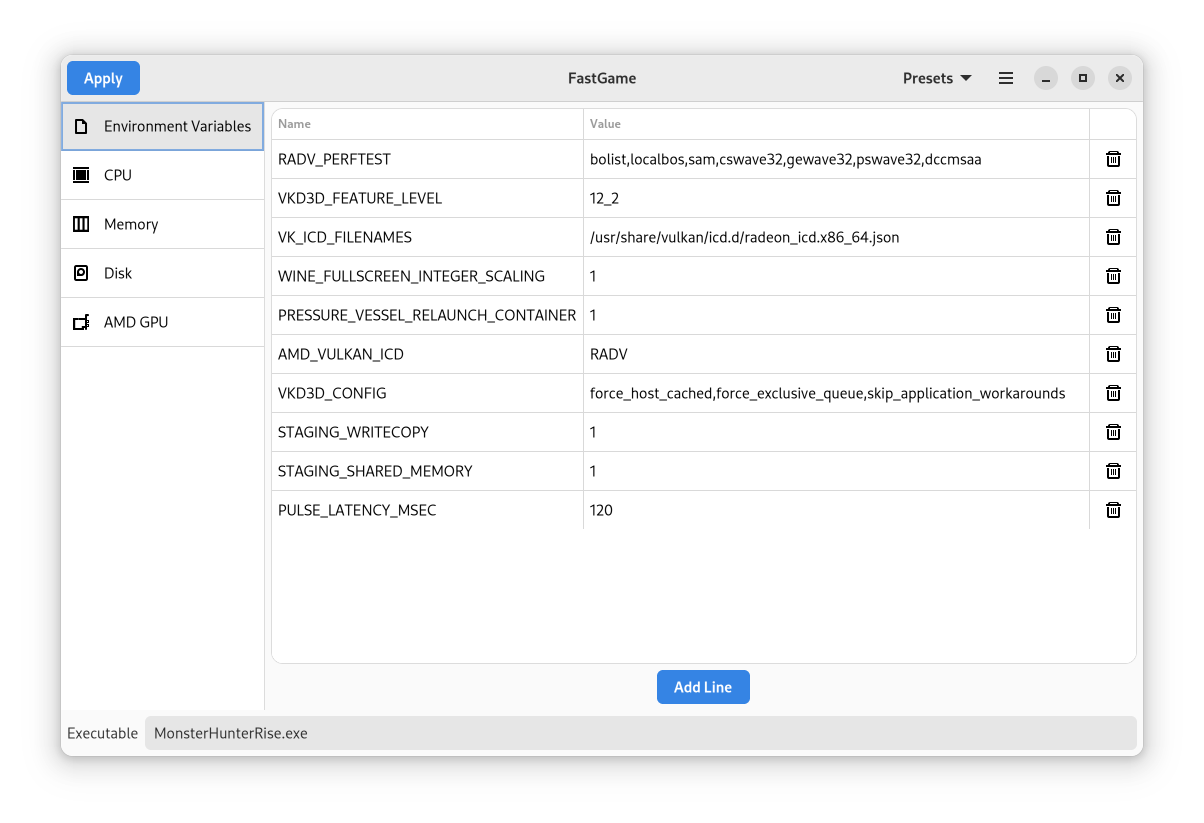 Apply
FastGame
Presets
Environment Variables
CPU
Memory
Disk
AMD GPU
Name Value
RADV_PERFTEST bolist,localbos,sam,cswave32,gewave32,pswave32,dccmsaa
VKD3D_FEATURE_LEVEL 12_2
VK_ICD_FILENAMES /usr/share/vulkan/icd.d/radeon_icd.x86_64.json
WINE_FULLSCREEN_INTEGER_SCALING 1
PRESSURE_VESSEL_RELAUNCH_CONTAINER 1
AMD_VULKAN_ICD RADV
VKD3D_CONFIG force_host_cached,force_exclusive_queue,skip_application_workarounds
STAGING_WRITECOPY 1
STAGING_SHARED_MEMORY 1
PULSE_LATENCY_MSEC 120
Add Line
Executable MonsterHunterRise.exe